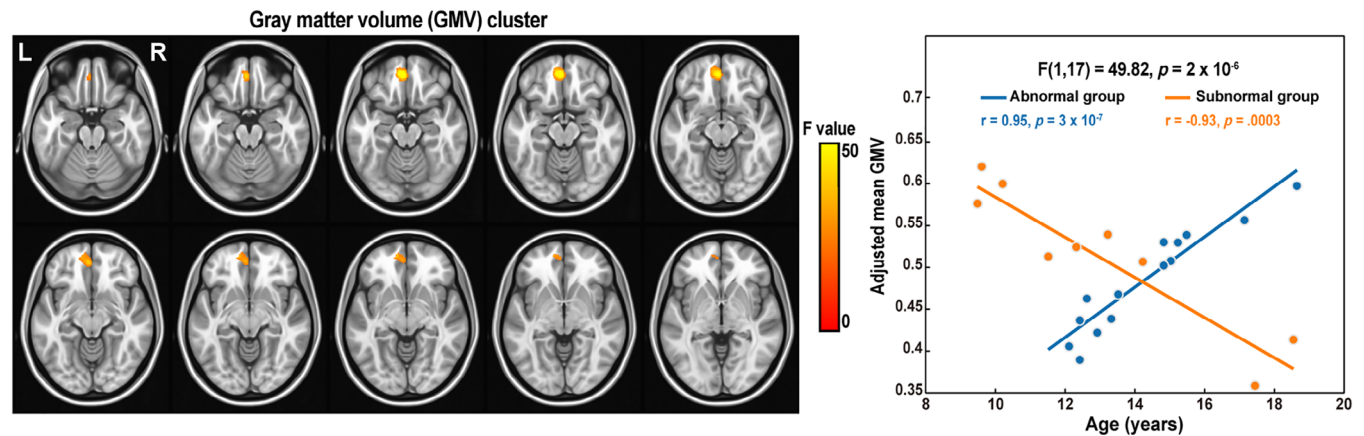 Gray matter volume (GMV) cluster
L R
F value
50
0
F(1,17) = 49.82, p = 2 x 10⁻⁶
Abnormal group
r = 0.95, p = 3 x 10⁻⁷
Subnormal group
r = -0.93, p = .0003
Adjusted mean GMV
0.7
0.65
0.6
0.55
0.5
0.45
0.4
0.35
8 10 12 14 16 18 20
Age (years)